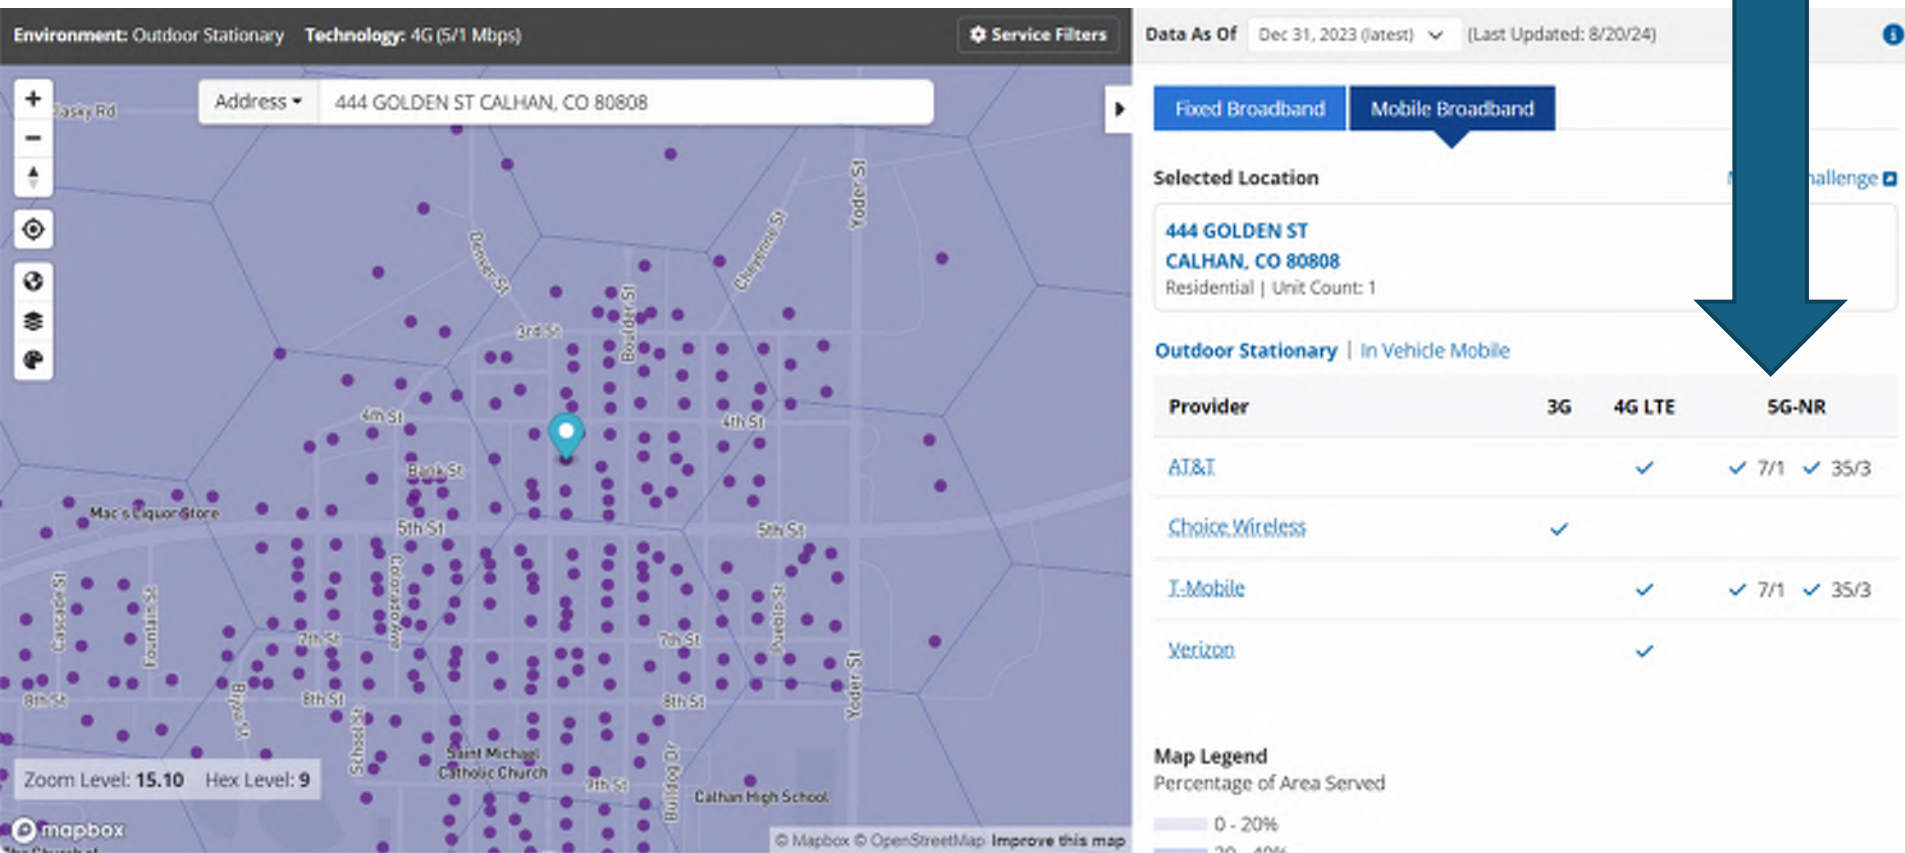 Environment: Outdoor Stationary Technology: 4G (5/1 Mbps)
Service Filters
Data As Of Dec 31, 2023 (latest) (Last Updated: 8/20/24)
Address 444 GOLDEN ST CALHAN, CO 80808
Fixed Broadband Mobile Broadband
Selected Location
444 GOLDEN ST
CALHAN, CO 80808
Residential | Unit Count: 1
Outdoor Stationary | In Vehicle Mobile
Provider 3G 4G LTE 5G-NR
AT&T ✓ ✓ 7/1 ✓ 35/3
Choice Wireless ✓
T-Mobile ✓ ✓ 7/1 ✓ 35/3
Verizon ✓
Map Legend
Percentage of Area Served
0 - 20%
20 - 40%
Yoder St
Denver St
Cheyenne St
Boulder St
3rd St
4th St
4th St
Bank St
Mac's Liquor Store
5th St
5th St
Cascade St
Fountain St
Colorado Ave
Pueblo St
7th St
7th St
Yoder St
8th St
8th St
8th St
School St
Saint Michael
Catholic Church
9th St
Bulldog Dr
Calhan High School
Zoom Level: 15.10 Hex Level: 9
mapbox
The Church of
© Mapbox © OpenStreetMap Improve this map